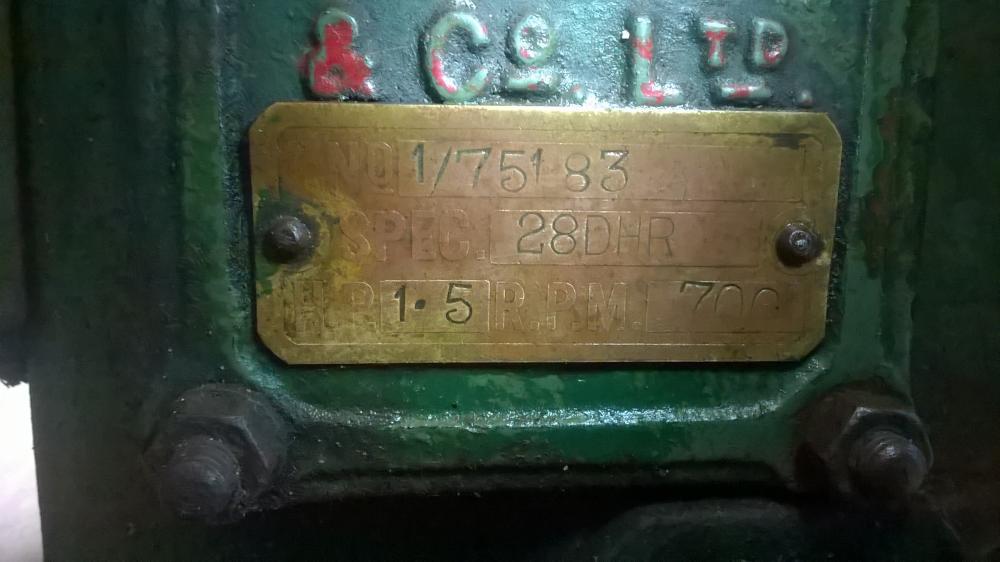 & Co. LTD.
NO 1/75183
SPEC. 28DHR
H.P. 1.5 R.P.M. 700